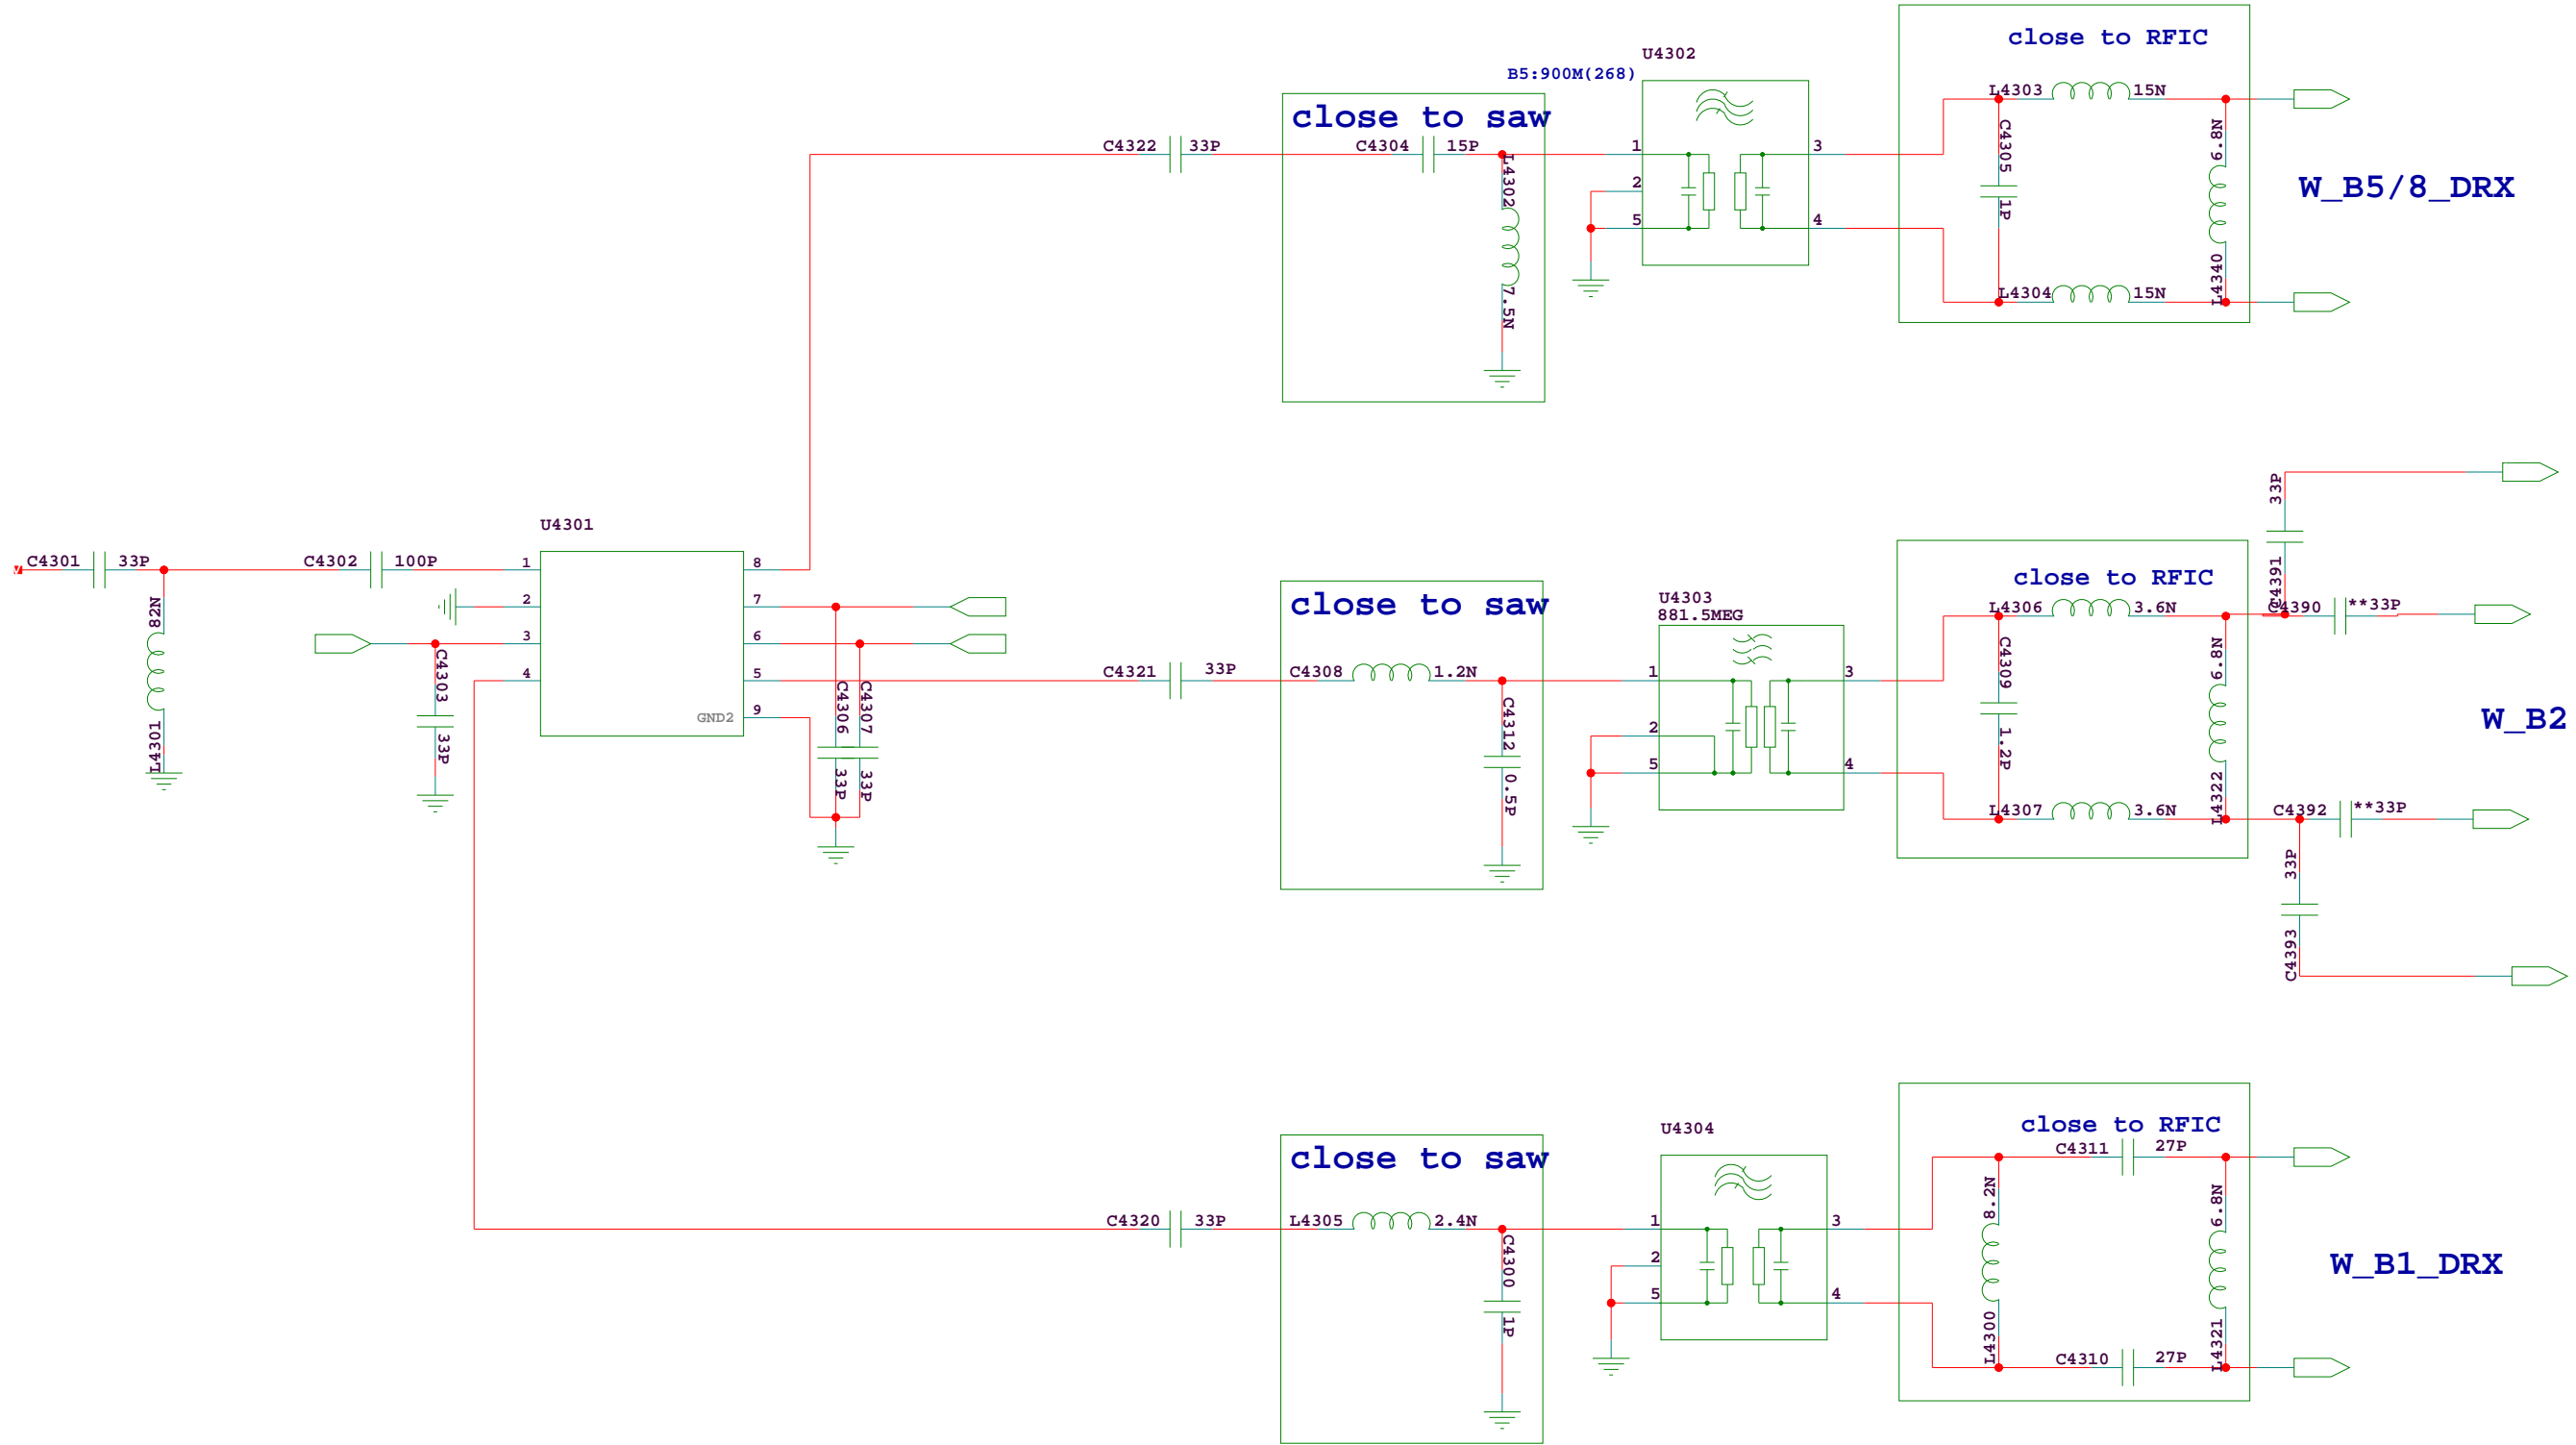 close to RFIC
U4302
B5:900M(268)
close to saw
L4303
15N
C4305
1P
6.8N
L4340
L4304
15N
W_B5/8_DRX
C4322
33P
C4304
15P
L4302
7.5N
1
2
5
3
4
U4301
C4301
33P
82N
L4301
C4302
100P
C4303
33P
1
2
3
4
8
7
6
5
9
GND2
C4306
33P
C4307
33P
C4321
33P
close to saw
C4308
1.2N
C4312
0.5P
U4303
881.5MEG
1
2
5
3
4
close to RFIC
L4306
3.6N
C4309
1.2P
6.8N
L4322
L4307
3.6N
33P
C4391
C4390
**33P
W_B2
C4392
**33P
33P
C4393
C4320
33P
close to saw
L4305
2.4N
C4300
1P
U4304
1
2
5
3
4
close to RFIC
C4311
27P
8.2N
L4300
6.8N
L4321
C4310
27P
W_B1_DRX